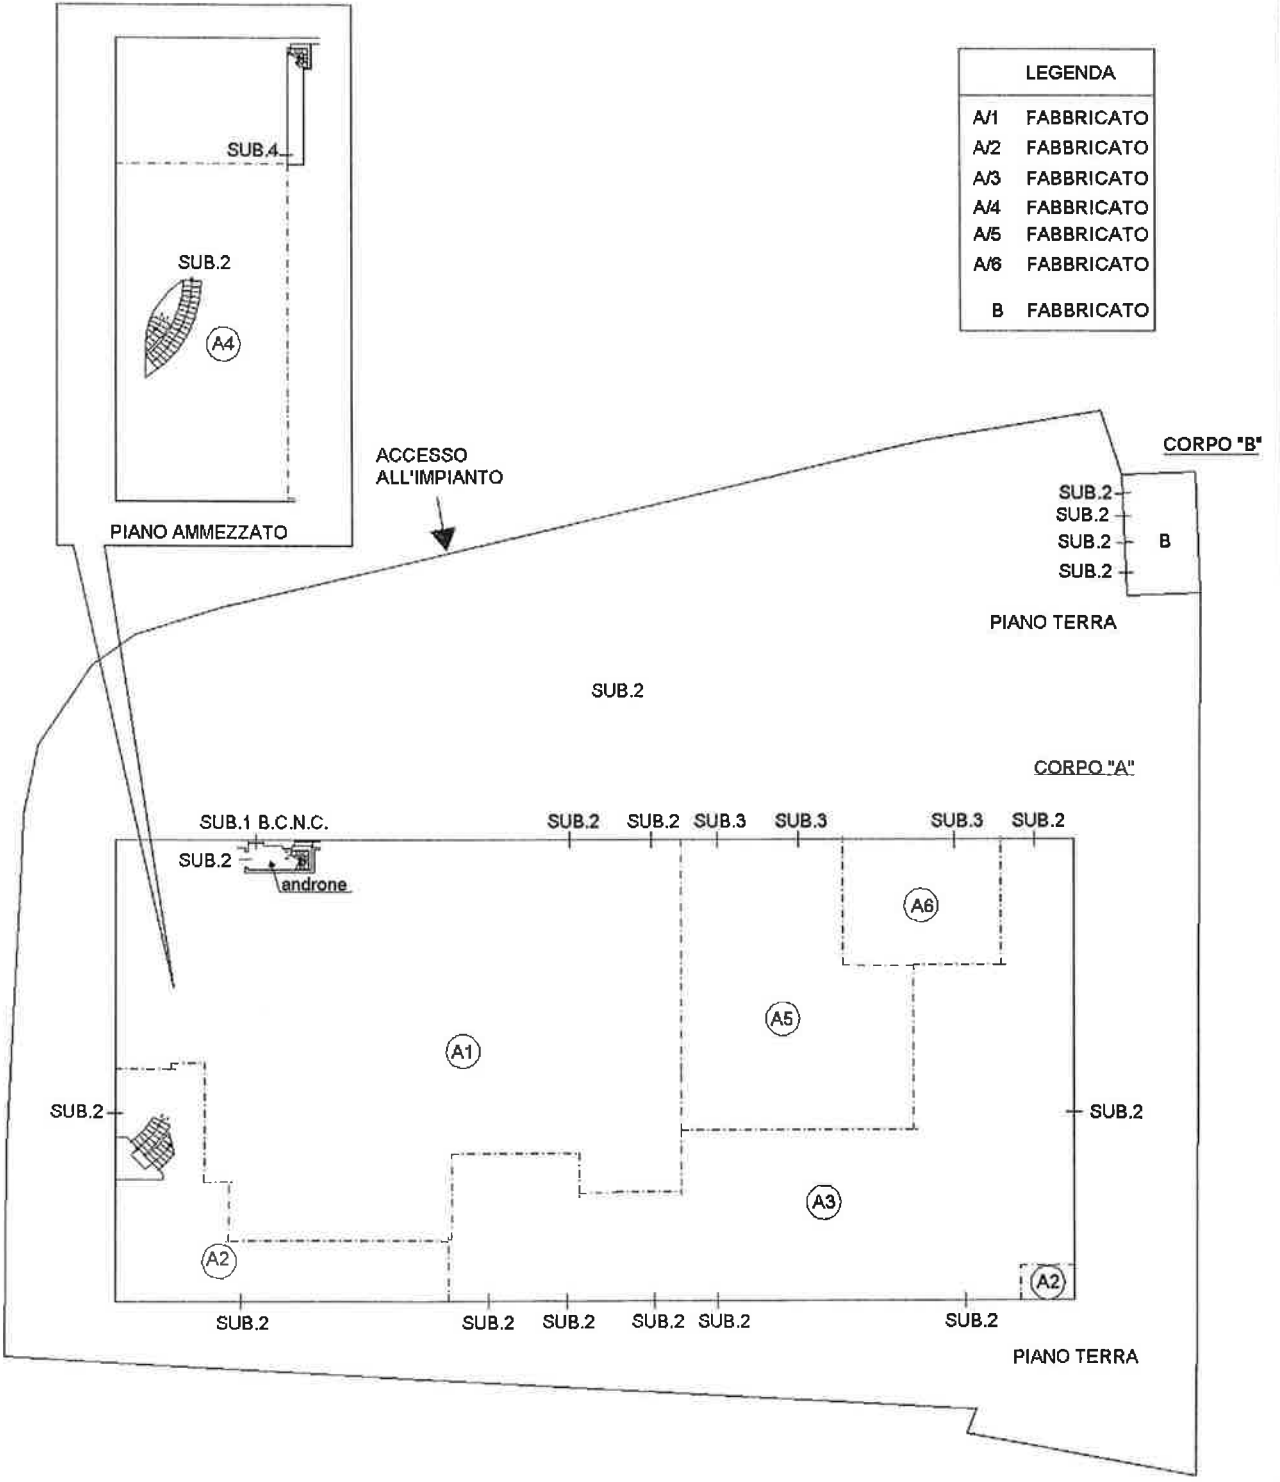 LEGENDA
A/1 FABBRICATO
A/2 FABBRICATO
A/3 FABBRICATO
A/4 FABBRICATO
A/5 FABBRICATO
A/6 FABBRICATO
B FABBRICATO
SUB.4
SUB.2
A4
PIANO AMMEZZATO
ACCESSO
ALL'IMPIANTO
CORPO "B"
SUB.2
SUB.2
SUB.2 B
SUB.2
PIANO TERRA
SUB.2
CORPO "A"
SUB.1 B.C.N.C. SUB.2 SUB.2 SUB.3 SUB.3 SUB.3 SUB.2
SUB.2
androne
A6
A5
A1
SUB.2 SUB.2
A3
A2 A2
SUB.2 SUB.2 SUB.2 SUB.2 SUB.2 SUB.2
PIANO TERRA